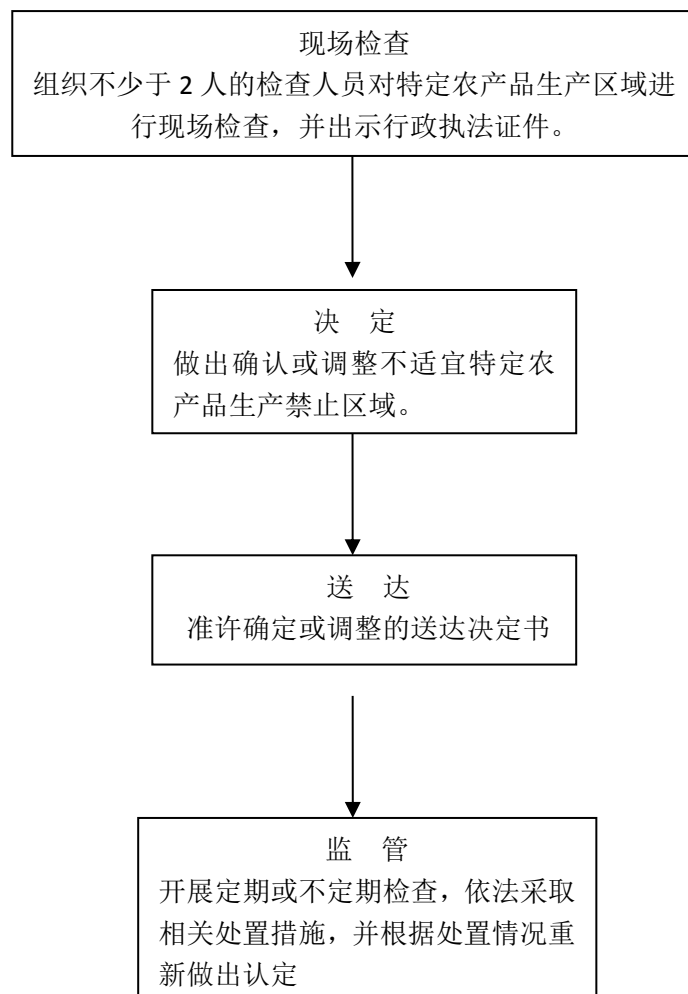 现场检查
组织不少于 2 人的检查人员对特定农产品生产区域进
行现场检查，并出示行政执法证件。
决 定
做出确认或调整不适宜特定农
产品生产禁止区域。
送 达
准许确定或调整的送达决定书
监 管
开展定期或不定期检查，依法采取
相关处置措施，并根据处置情况重
新做出认定